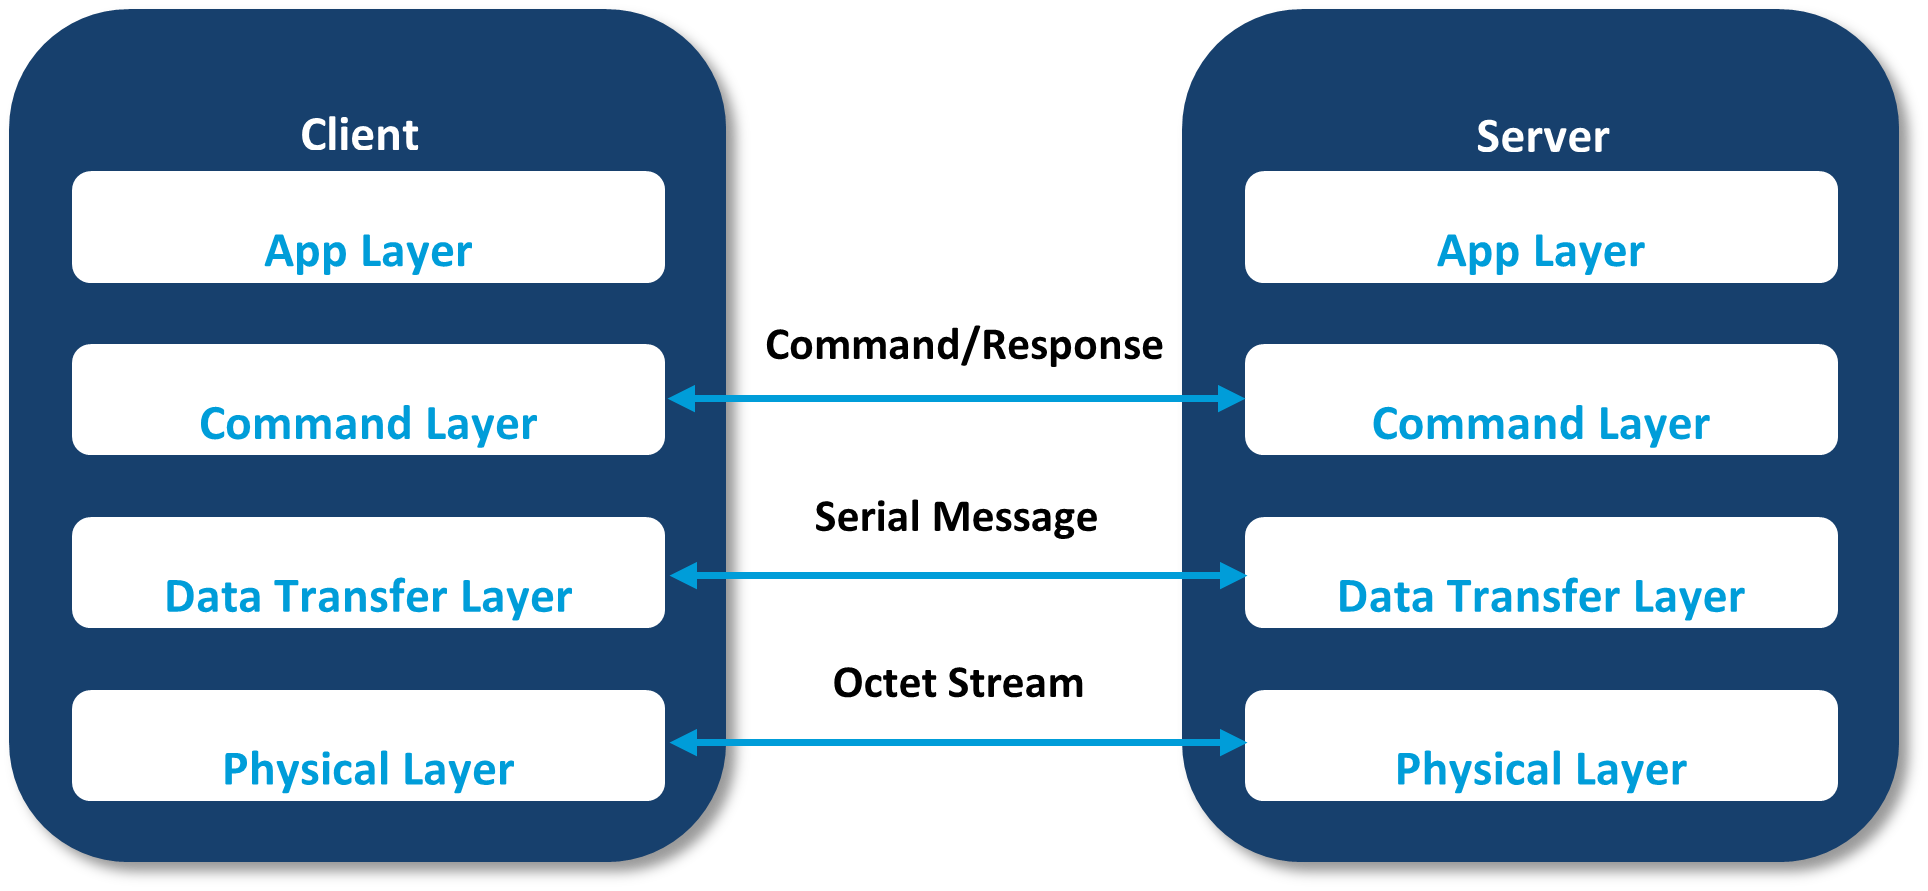 Client
Server
App Layer
App Layer
Command/Response
Command Layer
Command Layer
Serial Message
Data Transfer Layer
Data Transfer Layer
Octet Stream
Physical Layer
Physical Layer